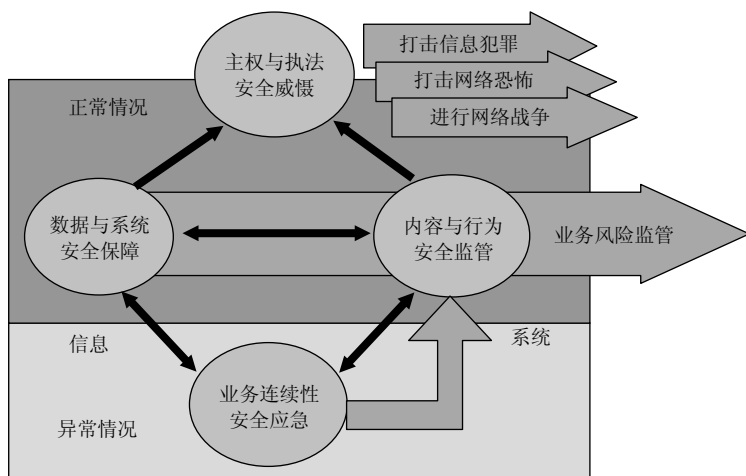 主权与执法
安全威慑
打击信息犯罪
打击网络恐怖
进行网络战争
正常情况
数据与系统
安全保障
内容与行为
安全监管
业务风险监管
信息
系统
业务连续性
安全应急
异常情况